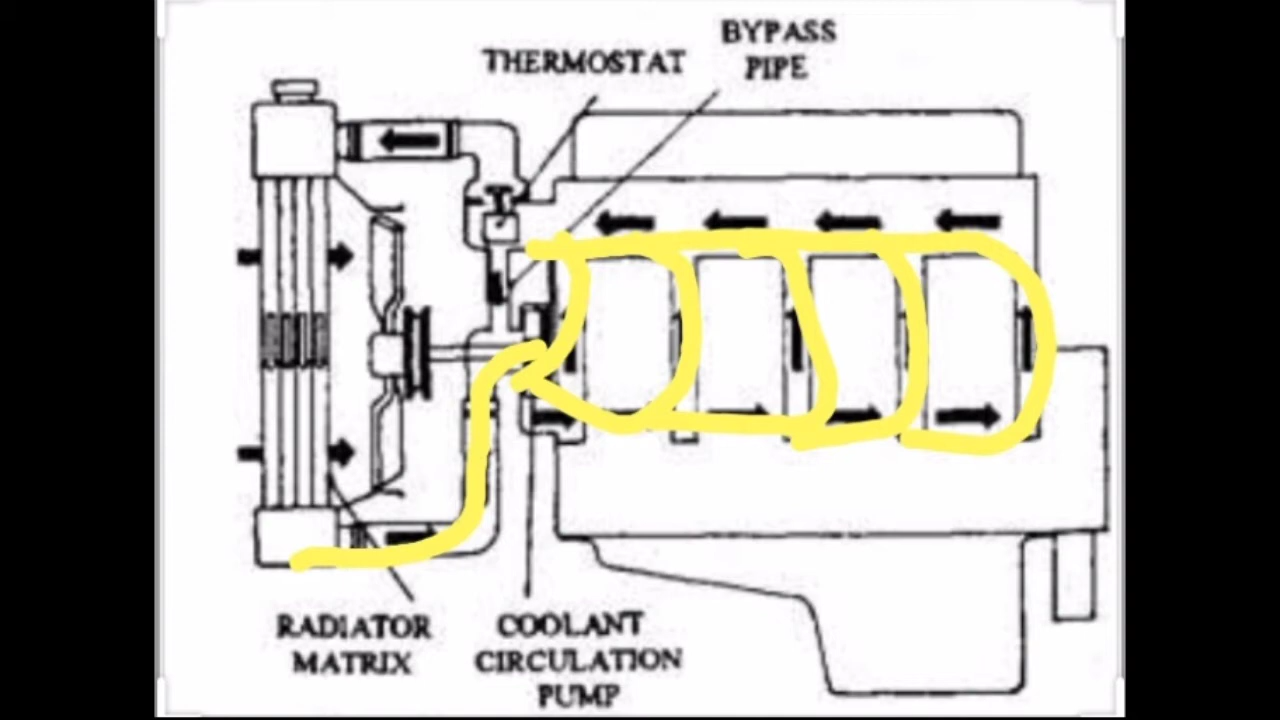 THERMOSTAT
BYPASS
PIPE
RADIATOR
MATRIX
COOLANT
CIRCULATION
PUMP